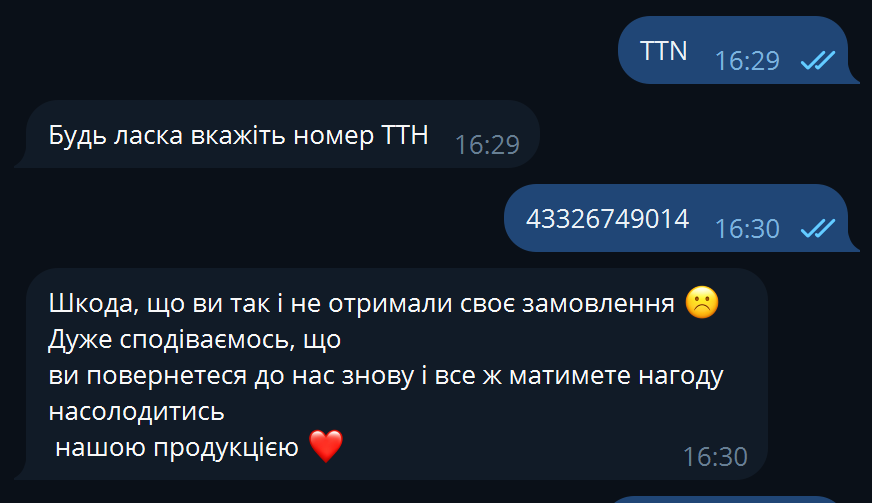 TTN 16:29
Будь ласка вкажіть номер ТТН 16:29
43326749014 16:30
Шкода, що ви так і не отримали своє замовлення ☹️
Дуже сподіваємось, що
ви повернетеся до нас знову і все ж матимете нагоду
насолодитись
нашою продукцією ❤️ 16:30